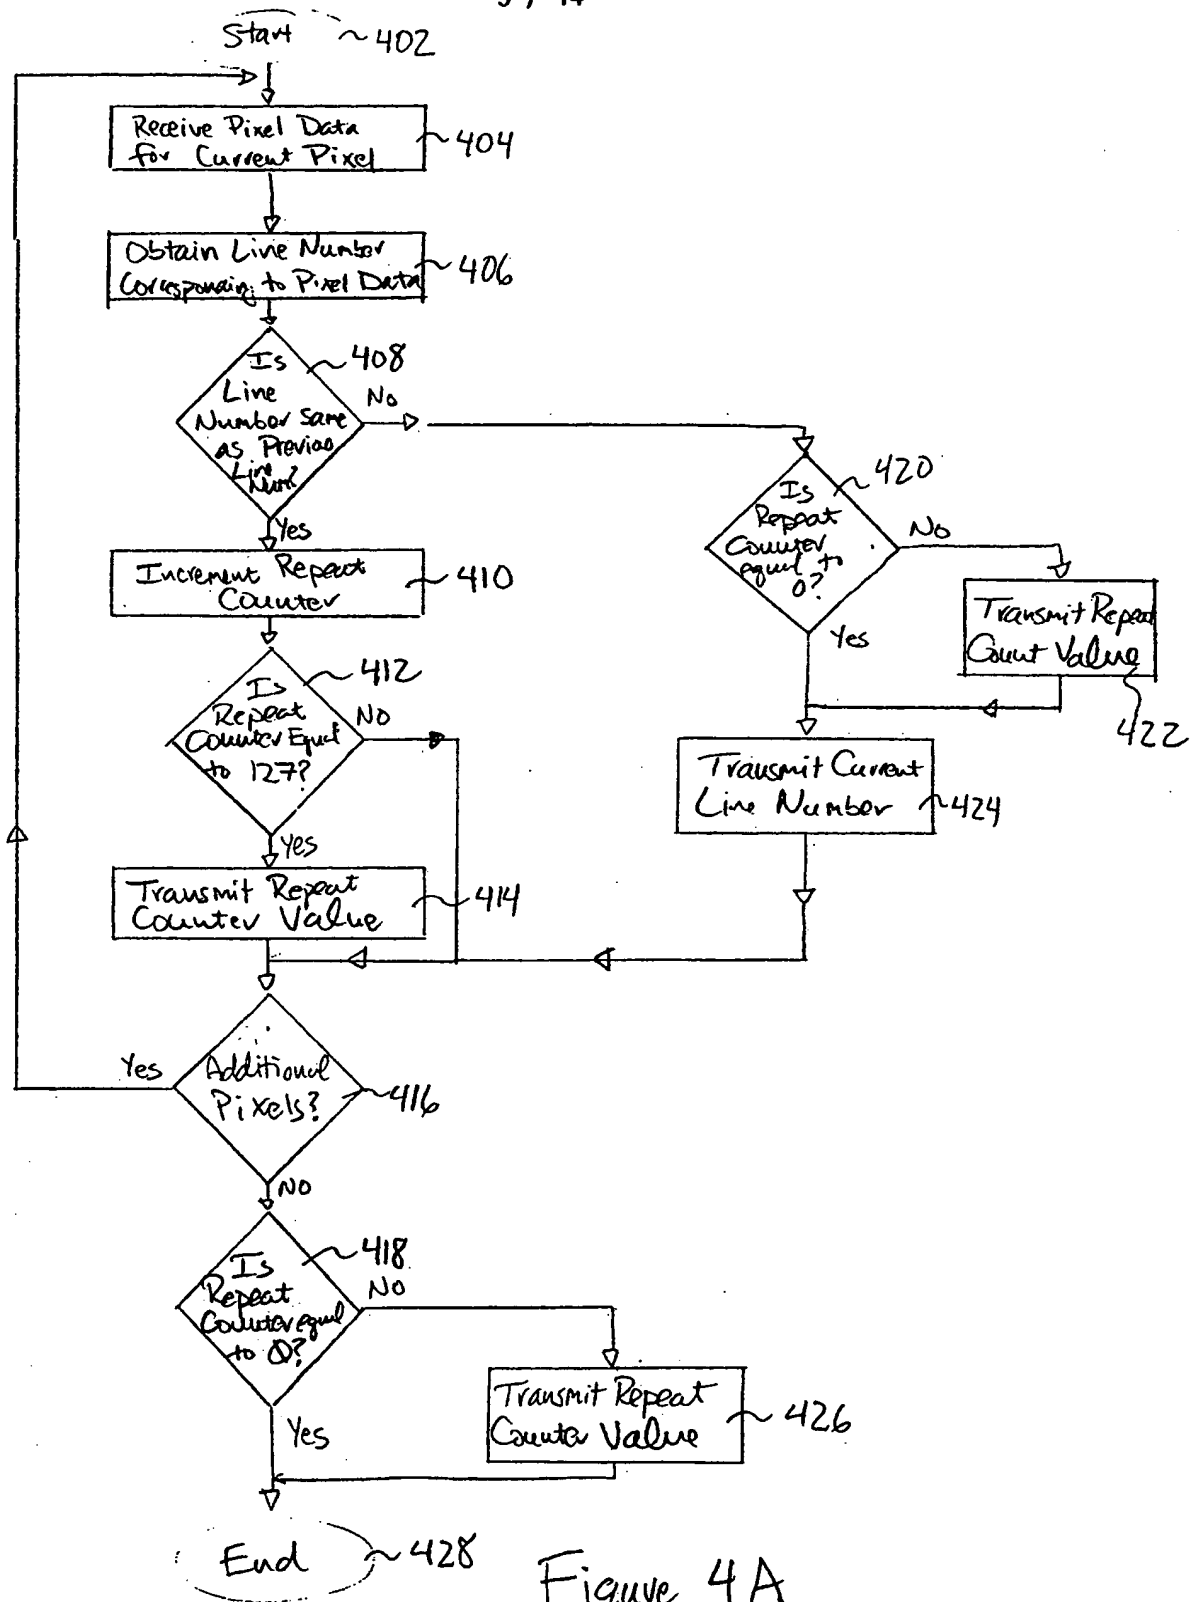 Start 402
Receive Pixel Data
for Current Pixel
404
Obtain Line Number
Corresponding to Pixel Data
406
Is
Line
Number same
as Previous
Line
Num?
408
No
Yes
Increment Repeat
Counter
410
Is
Repeat
Counter Equal
to 127?
412
No
Yes
Transmit Repeat
Counter Value
414
Is
Repeat
Counter
equal to
0?
420
No
Yes
Transmit Repeat
Count Value
422
Transmit Current
Line Number
424
Additional
Pixels?
416
Yes
No
Is
Repeat
Counter equal
to 0?
418
No
Yes
Transmit Repeat
Counter Value
426
End 428
Figure 4A